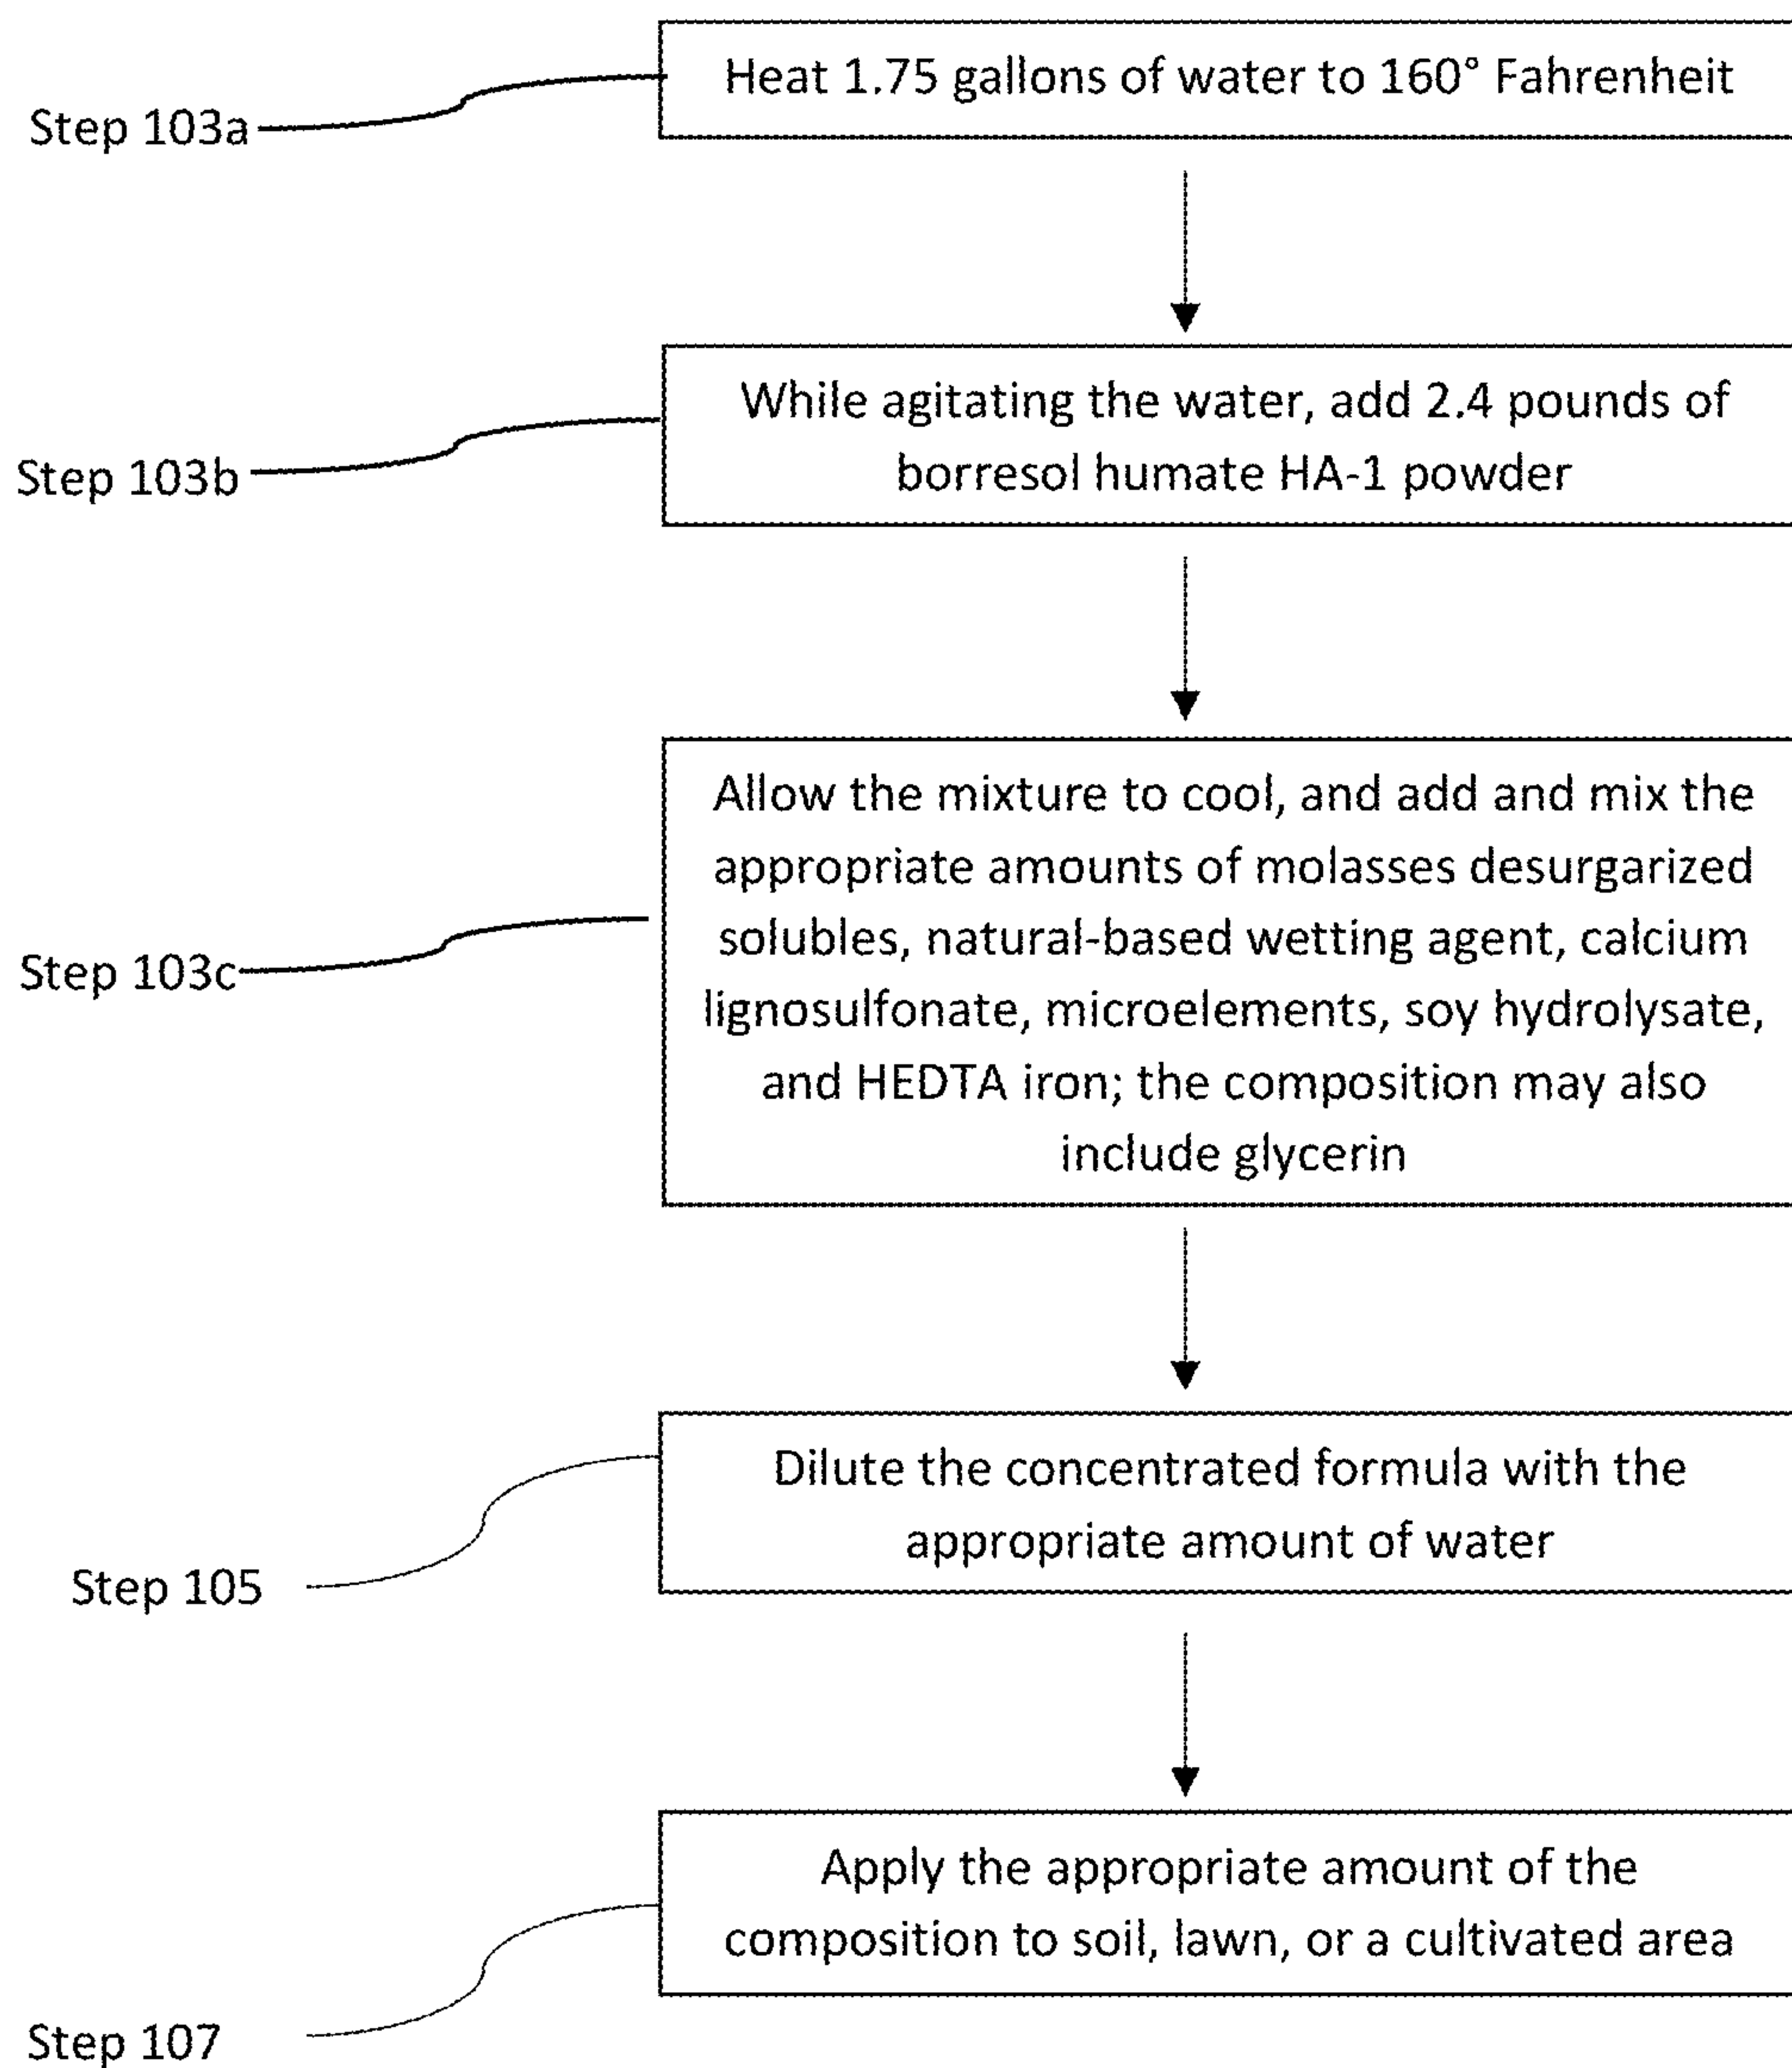 Heat 1.75 gallons of water to 160° Fahrenheit
Step 103a
While agitating the water, add 2.4 pounds of
borresol humate HA-1 powder
Step 103b
Allow the mixture to cool, and add and mix the
appropriate amounts of molasses desurgarized
solubles, natural-based wetting agent, calcium
lignosulfonate, microelements, soy hydrolysate,
and HEDTA iron; the composition may also
include glycerin
Step 103c
Dilute the concentrated formula with the
appropriate amount of water
Step 105
Apply the appropriate amount of the
composition to soil, lawn, or a cultivated area
Step 107